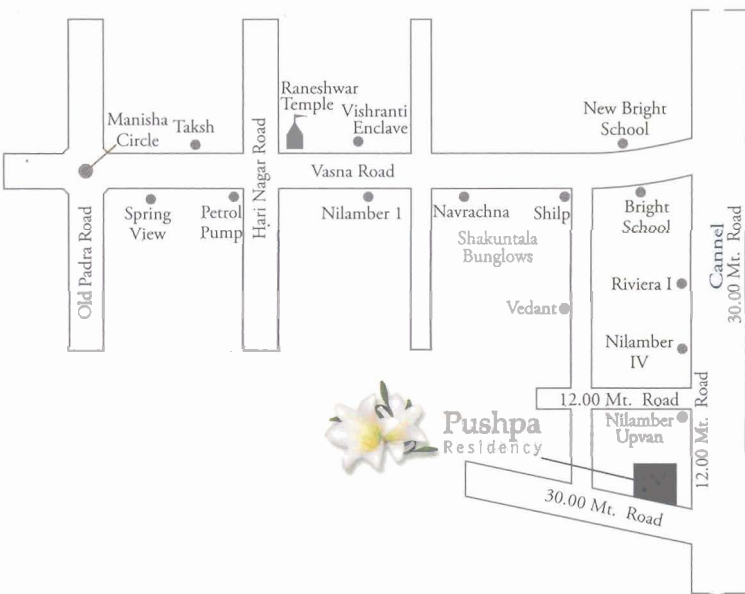 Raneshwar
Temple
Vishranti
Enclave
Manisha
Circle
Taksh
New Bright
School
Hari Nagar Road
Vasna Road
Old Padra Road
Spring
View
Petrol
Pump
Nilamber 1
Navrachna
Shilp
Bright
School
Shakuntala
Bunglows
Cannel
30.00 Mt. Road
Riviera I
Vedant
Nilamber
IV
12.00 Mt. Road
12.00 Mt. Road
Nilamber
Upvan
Pushpa
Residency
30.00 Mt. Road